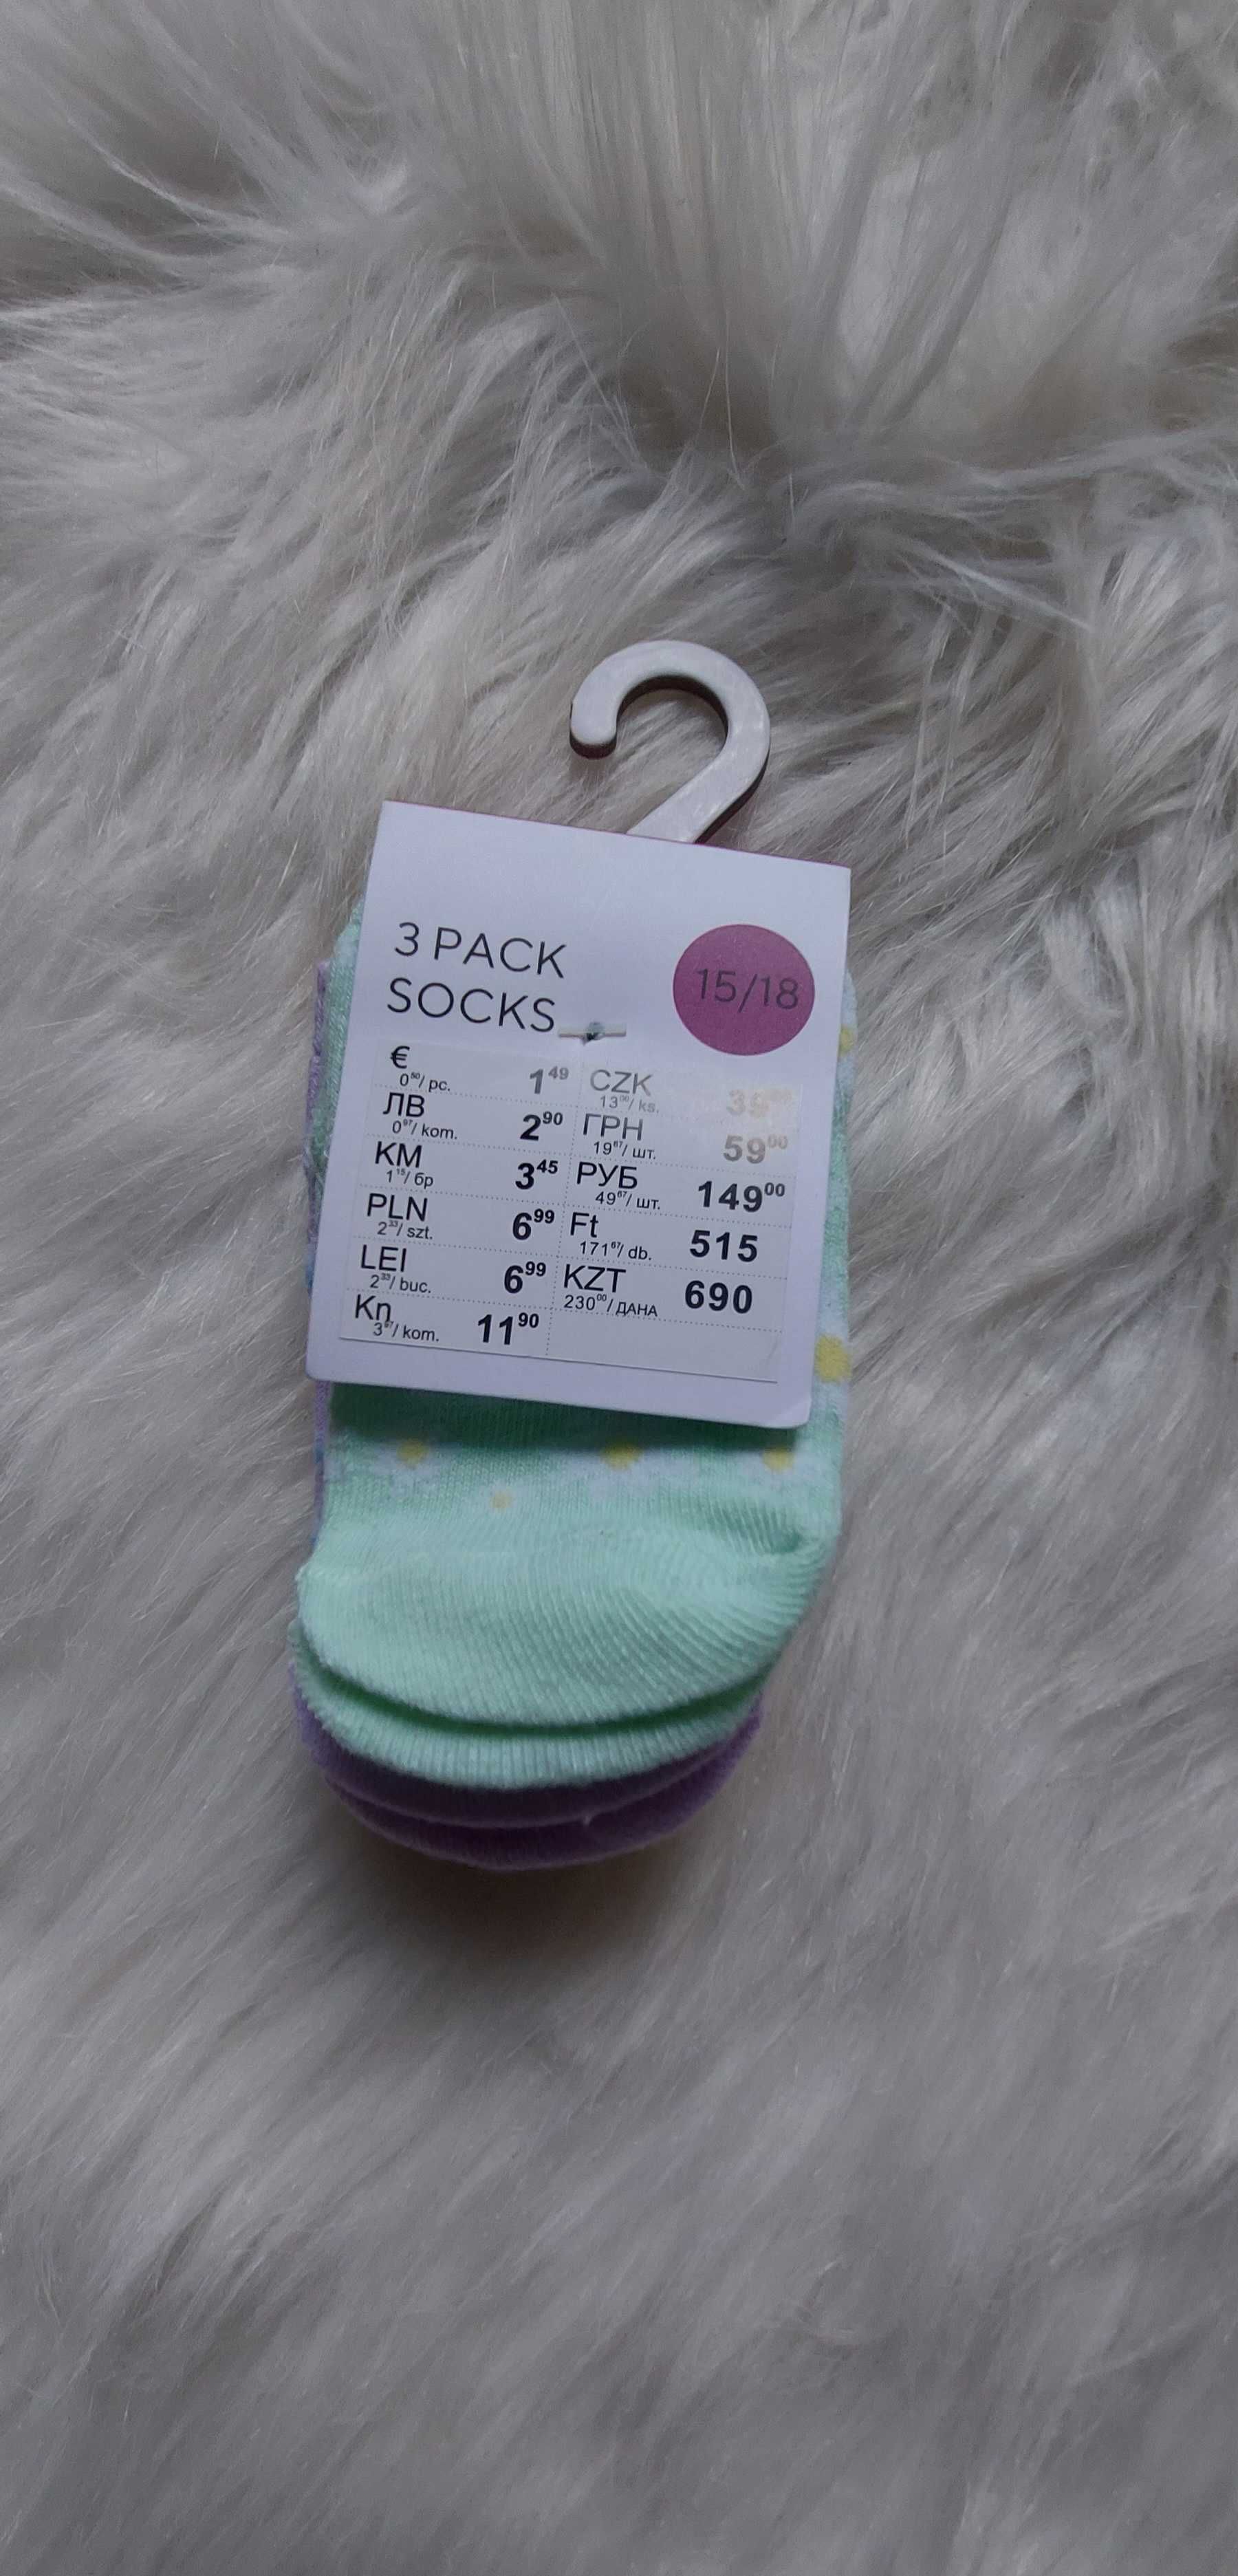 3 PACK
SOCKS
15/18
€ 1⁴⁹
0⁵⁰/ pc.
ЛВ 2⁹⁰
0⁹⁷/ kom.
KM 3⁴⁵
1¹⁵/ бр
PLN 6⁹⁹
2³³/ szt.
LEI 6⁹⁹
2³³/ buc.
Kn 11⁹⁰
3⁹⁷/ kom.
CZK 39⁰⁰
13⁰⁰/ ks.
ГРН 59⁰⁰
19⁶⁷/ шт.
РУБ 149⁰⁰
49⁶⁷/ шт.
Ft 515
171⁶⁷/ db.
KZT 690
230⁰⁰/ ДАНА